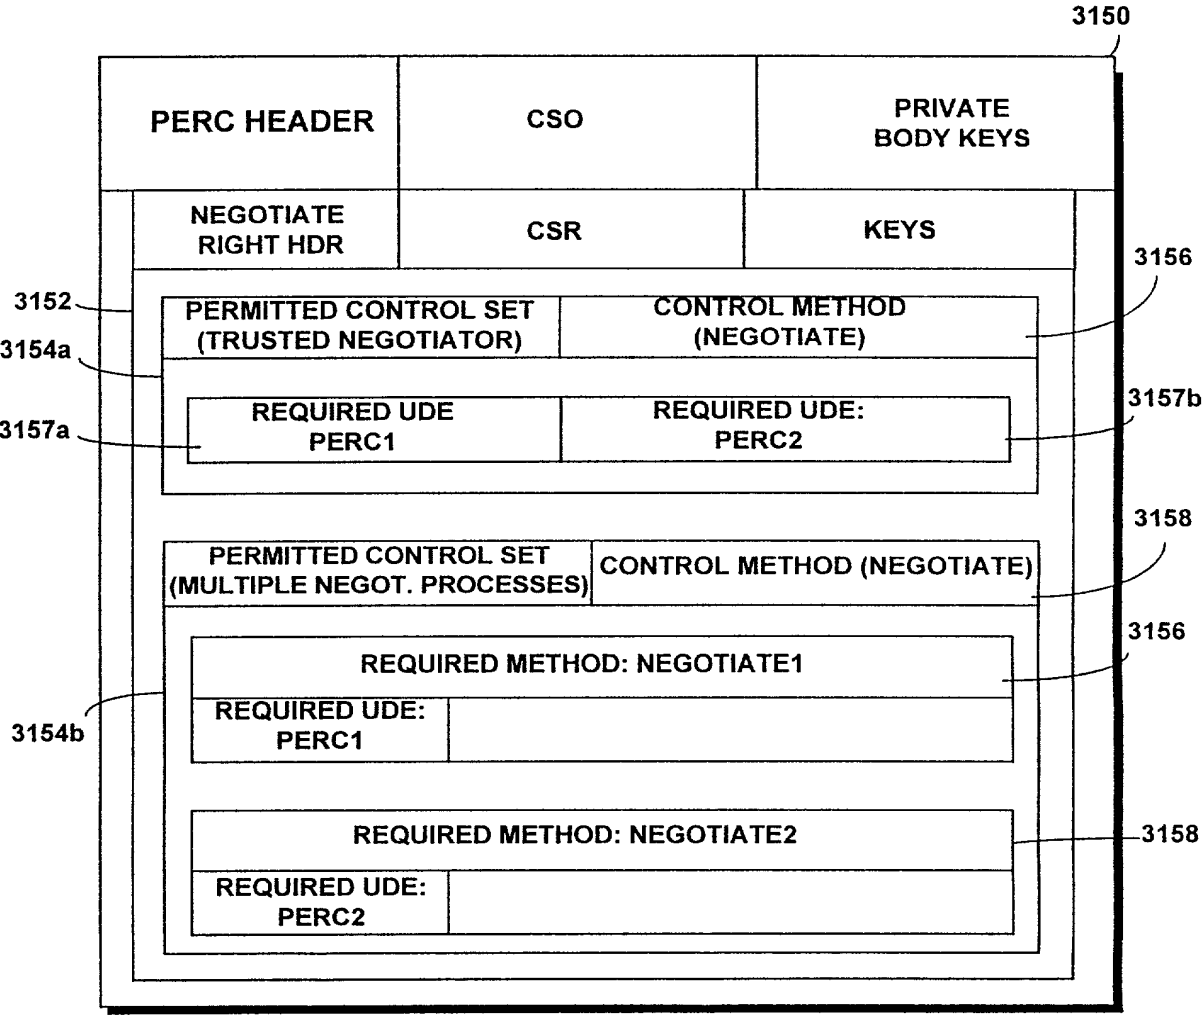 3150
PERC HEADER
CSO
PRIVATE
BODY KEYS
NEGOTIATE
RIGHT HDR
CSR
KEYS
3156
3152
PERMITTED CONTROL SET
(TRUSTED NEGOTIATOR)
CONTROL METHOD
(NEGOTIATE)
3154a
3157a
REQUIRED UDE
PERC1
REQUIRED UDE:
PERC2
3157b
3158
PERMITTED CONTROL SET
(MULTIPLE NEGOT. PROCESSES)
CONTROL METHOD (NEGOTIATE)
3156
REQUIRED METHOD: NEGOTIATE1
3154b
REQUIRED UDE:
PERC1
REQUIRED METHOD: NEGOTIATE2
3158
REQUIRED UDE:
PERC2